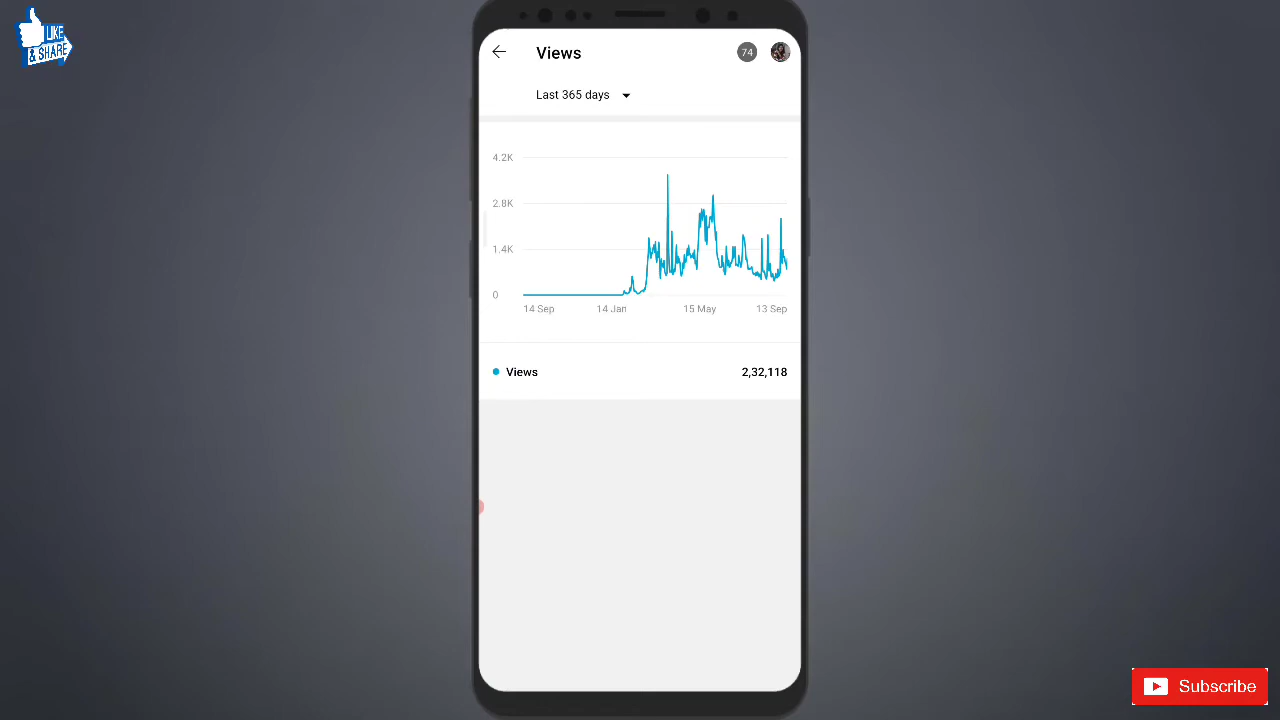 LIKE
& SHARE
Views
74
Last 365 days
4.2K
2.8K
1.4K
0
14 Sep
14 Jan
15 May
13 Sep
Views
2,32,118
Subscribe